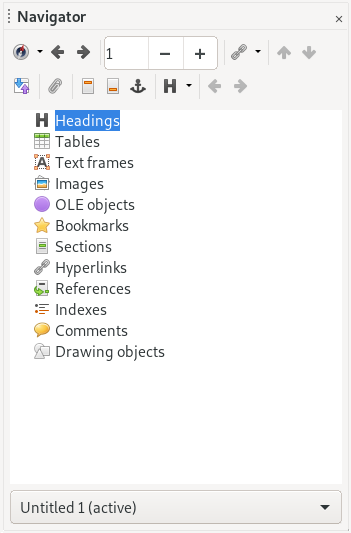 Navigator
1
Headings
Tables
Text frames
Images
OLE objects
Bookmarks
Sections
Hyperlinks
References
Indexes
Comments
Drawing objects
Untitled 1 (active)